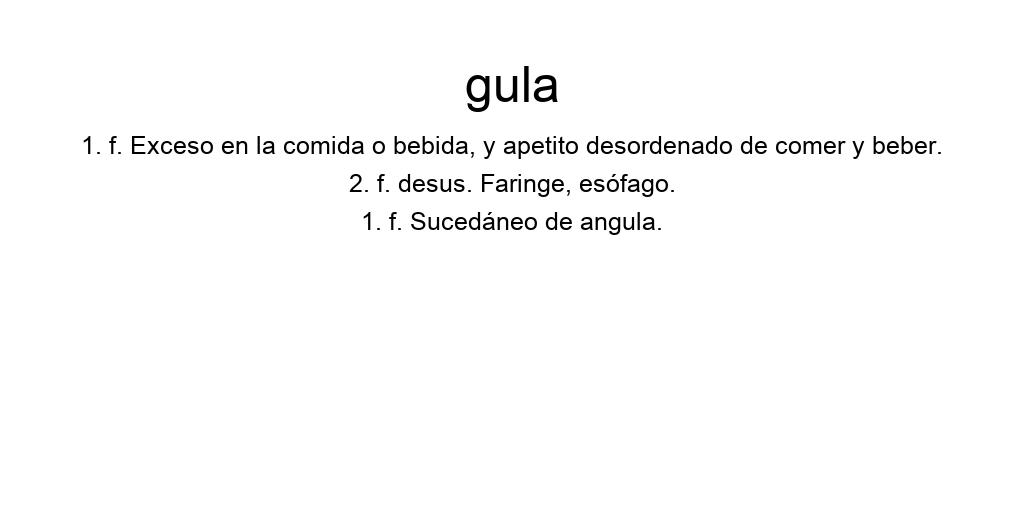 gula
1. f. Exceso en la comida o bebida, y apetito desordenado de comer y beber.
2. f. desus. Faringe, esófago.
1. f. Sucedáneo de angula.